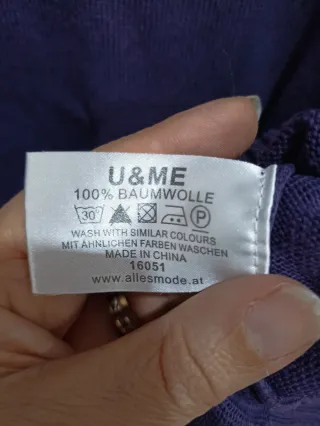 U&ME
100% BAUMWOLLE
30° P
WASH WITH SIMILAR COLOURS
MIT ÄHNLICHEN FARBEN WASCHEN
MADE IN CHINA
16051
www.allesmode.at